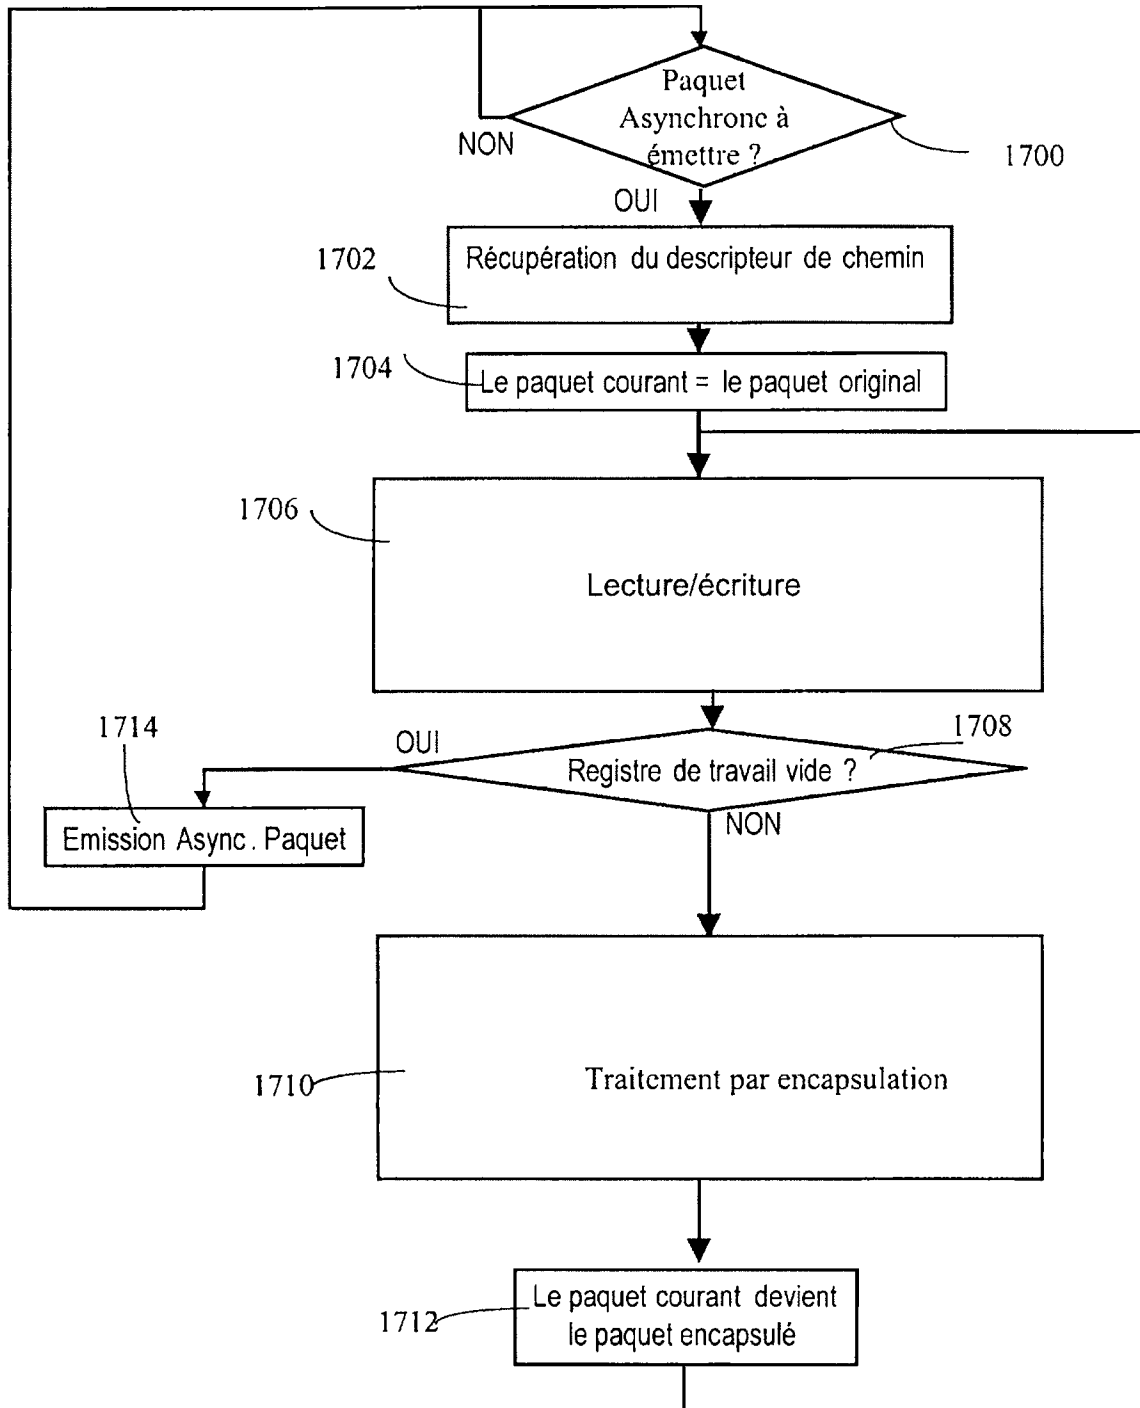 Paquet
Asynchrone à
émettre ?
NON
1700
OUI
1702
Récupération du descripteur de chemin
1704
Le paquet courant = le paquet original
1706
Lecture/écriture
1714
OUI
1708
Registre de travail vide ?
Emission Async. Paquet
NON
1710
Traitement par encapsulation
1712
Le paquet courant devient
le paquet encapsulé